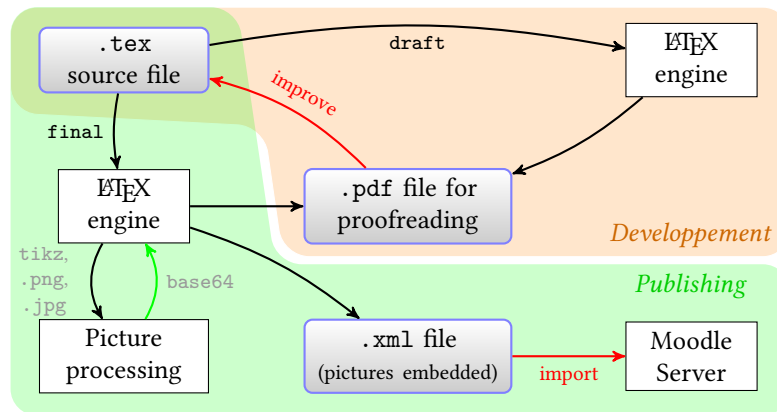 .tex
source file
draft
LATEX
engine
improve
final
LATEX
engine
.pdf file for
proofreading
Developpement
tikz,
.png,
.jpg
base64
Publishing
Picture
processing
.xml file
(pictures embedded)
import
Moodle
Server